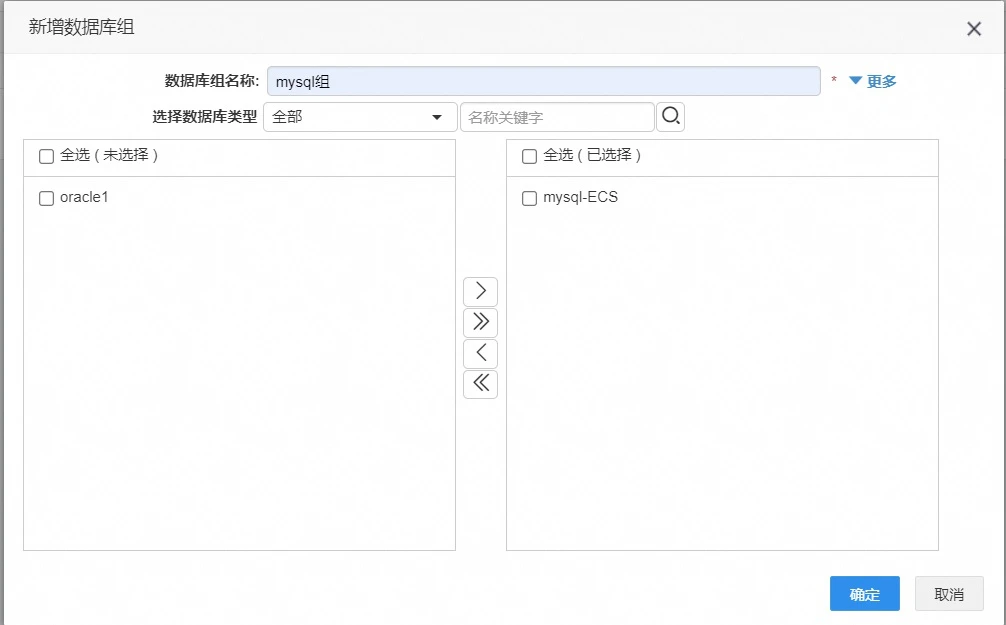 新增数据库组
数据库组名称: mysql组 * 更多
选择数据库类型 全部 名称关键字
全选 ( 未选择 ) 全选 ( 已选择 )
oracle1 mysql-ECS
确定 取消